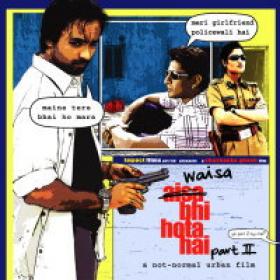 meri girlfriend
policewali hai
maine tere
bhai ko mara
waisa
aisa
bhi
hota
hai
part II
a not-normal urban film